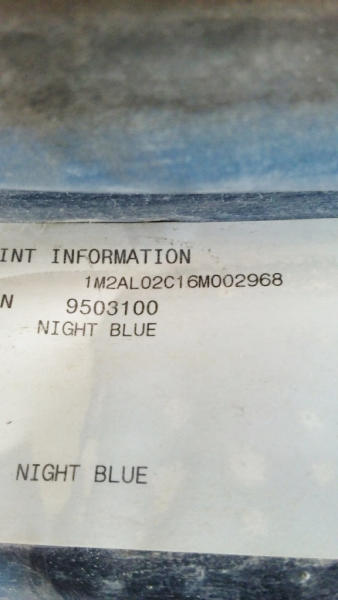 INT INFORMATION
1M2AL02C16M002968
N 9503100
NIGHT BLUE
NIGHT BLUE